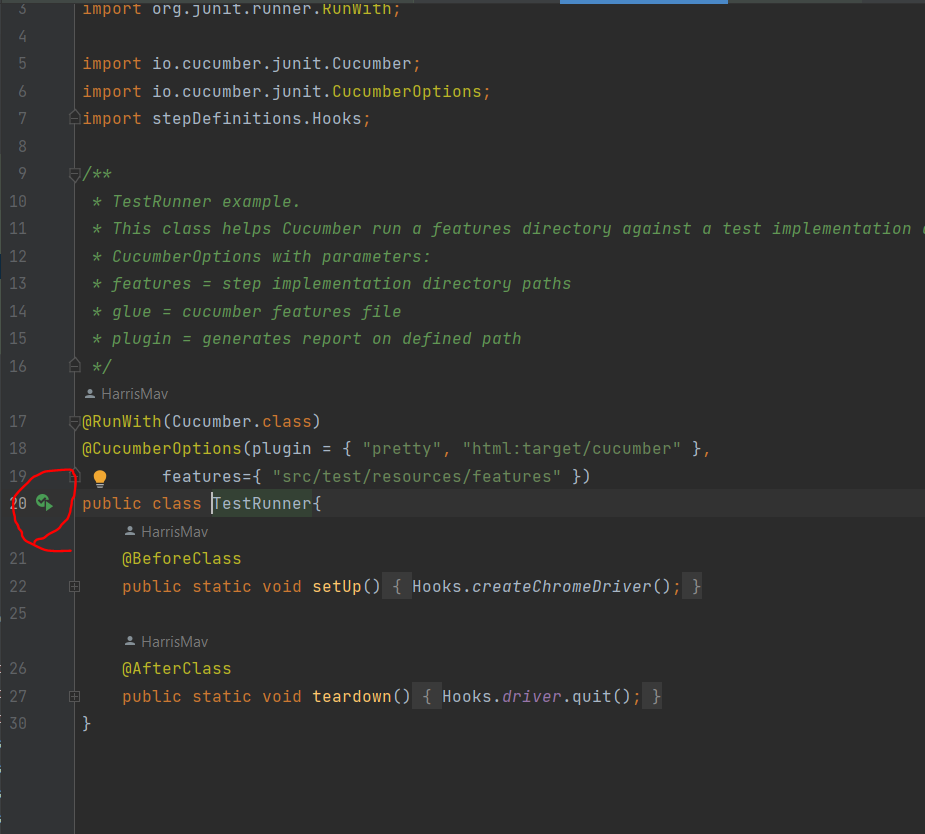 3 import org.junit.runner.RunWith;
4
5 import io.cucumber.junit.Cucumber;
6 import io.cucumber.junit.CucumberOptions;
7 import stepDefinitions.Hooks;
8
9 /**
10 * TestRunner example.
11 * This class helps Cucumber run a features directory against a test implementation
12 * CucumberOptions with parameters:
13 * features = step implementation directory paths
14 * glue = cucumber features file
15 * plugin = generates report on defined path
16 */
HarrisMav
17 @RunWith(Cucumber.class)
18 @CucumberOptions(plugin = { "pretty", "html:target/cucumber" },
19 features={ "src/test/resources/features" })
20 public class TestRunner{
HarrisMav
21 @BeforeClass
22 public static void setUp() { Hooks.createChromeDriver(); }
25
HarrisMav
26 @AfterClass
27 public static void teardown() { Hooks.driver.quit(); }
30 }